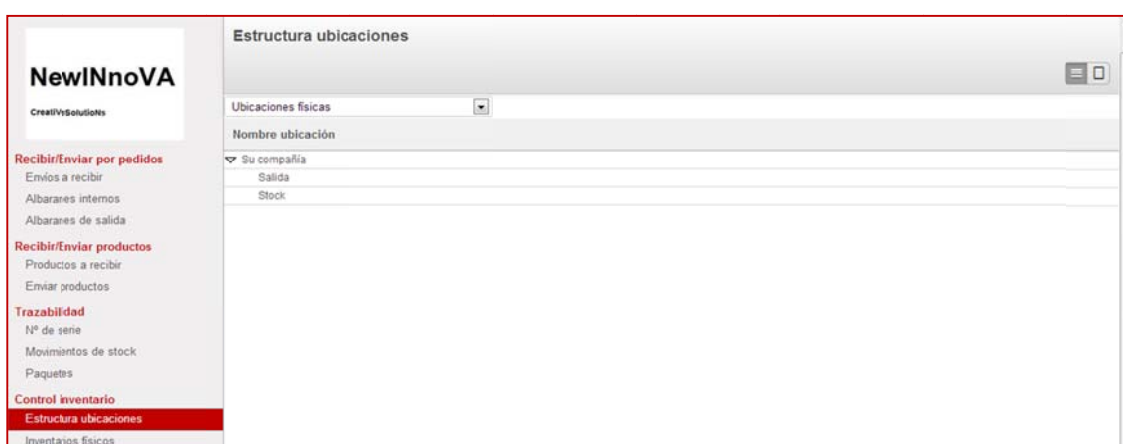 NewINnoVA
CreatiVeSolutioNs
Recibir/Enviar por pedidos
Envíos a recibir
Albaranes internos
Albaranes de salida
Recibir/Enviar productos
Productos a recibir
Enviar productos
Trazabilidad
Nº de serie
Movimientos de stock
Paquetes
Control inventario
Estructura ubicaciones
Inventarios físicos
Estructura ubicaciones
Ubicaciones físicas
Nombre ubicación
Su compañía
Salida
Stock